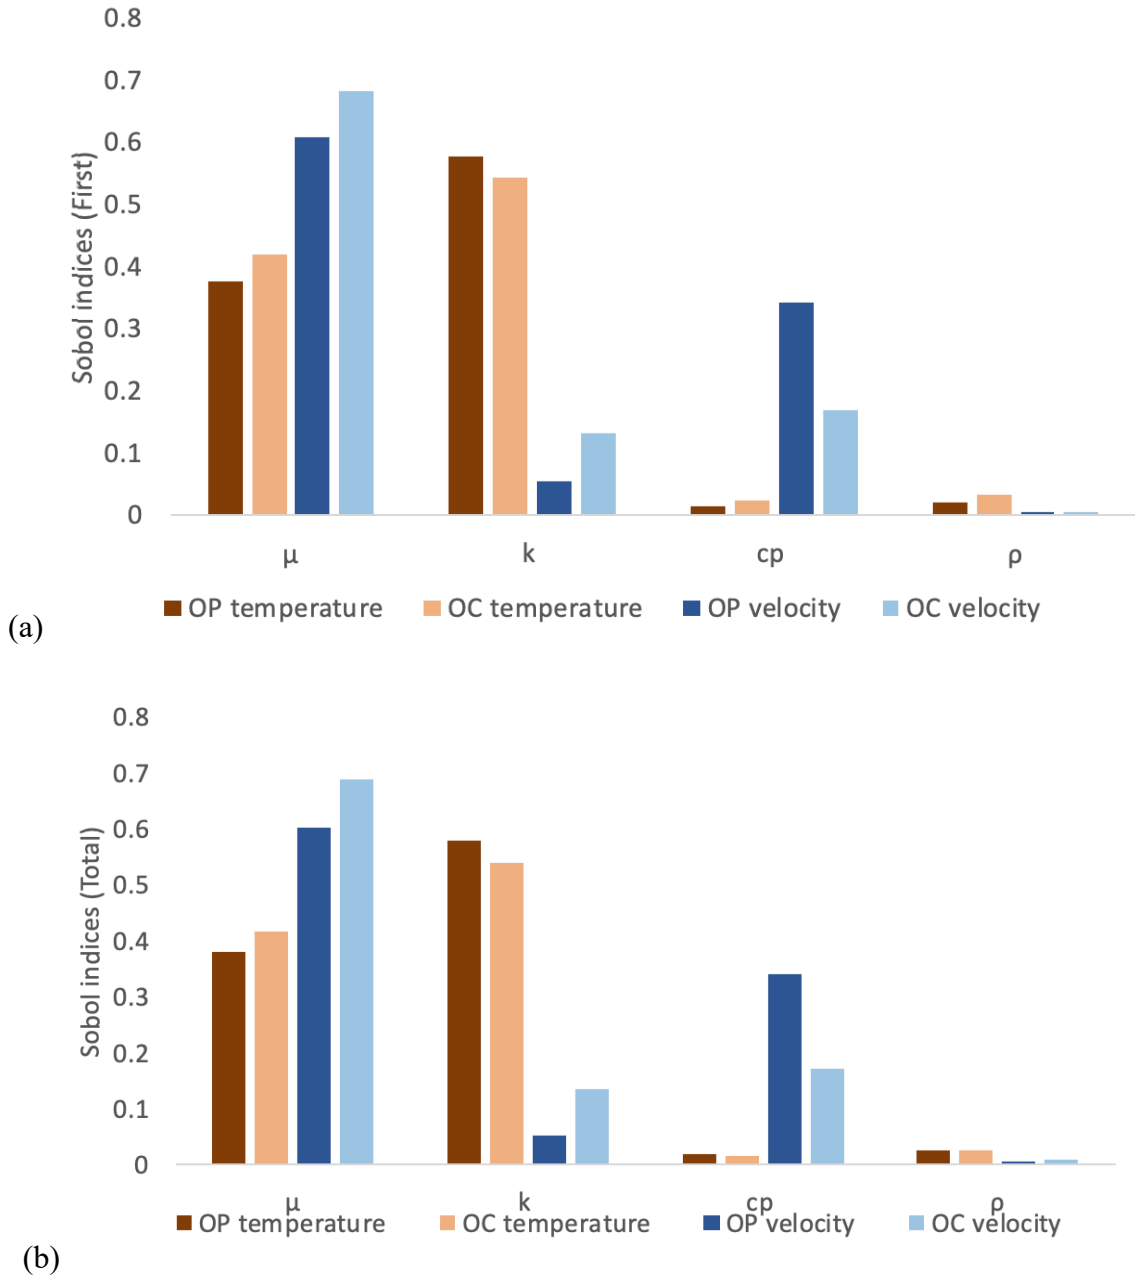 0.8
0.7
0.6
0.5
0.4
0.3
0.2
0.1
0
Sobol indices (First)
μ k cp ρ
OP temperature OC temperature OP velocity OC velocity
(a)
0.8
0.7
0.6
0.5
0.4
0.3
0.2
0.1
0
Sobol indices (Total)
μ k cp ρ
OP temperature OC temperature OP velocity OC velocity
(b)